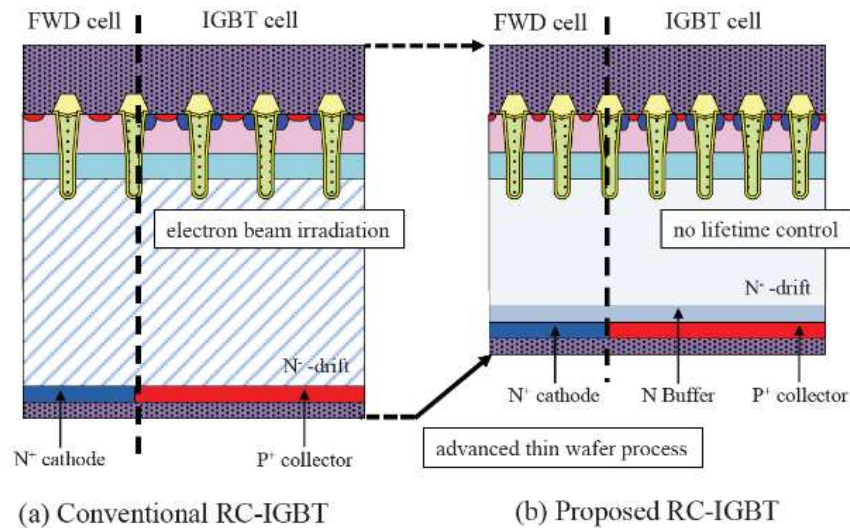 FWD cell
IGBT cell
FWD cell
IGBT cell
electron beam irradiation
no lifetime control
N⁻-drift
N⁻-drift
N⁺ cathode
P⁺ collector
N⁺ cathode
N Buffer
P⁺ collector
advanced thin wafer process
(a) Conventional RC-IGBT
(b) Proposed RC-IGBT